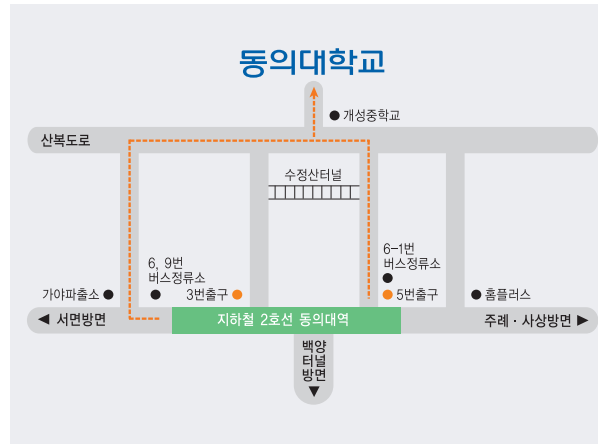 동의대학교
개성중학교
산복도로
수정산터널
6, 9번
버스정류소
6-1번
버스정류소
가야파출소
3번출구
5번출구
홈플러스
서면방면
지하철 2호선 동의대역
주례·사상방면
백양
터널
방면